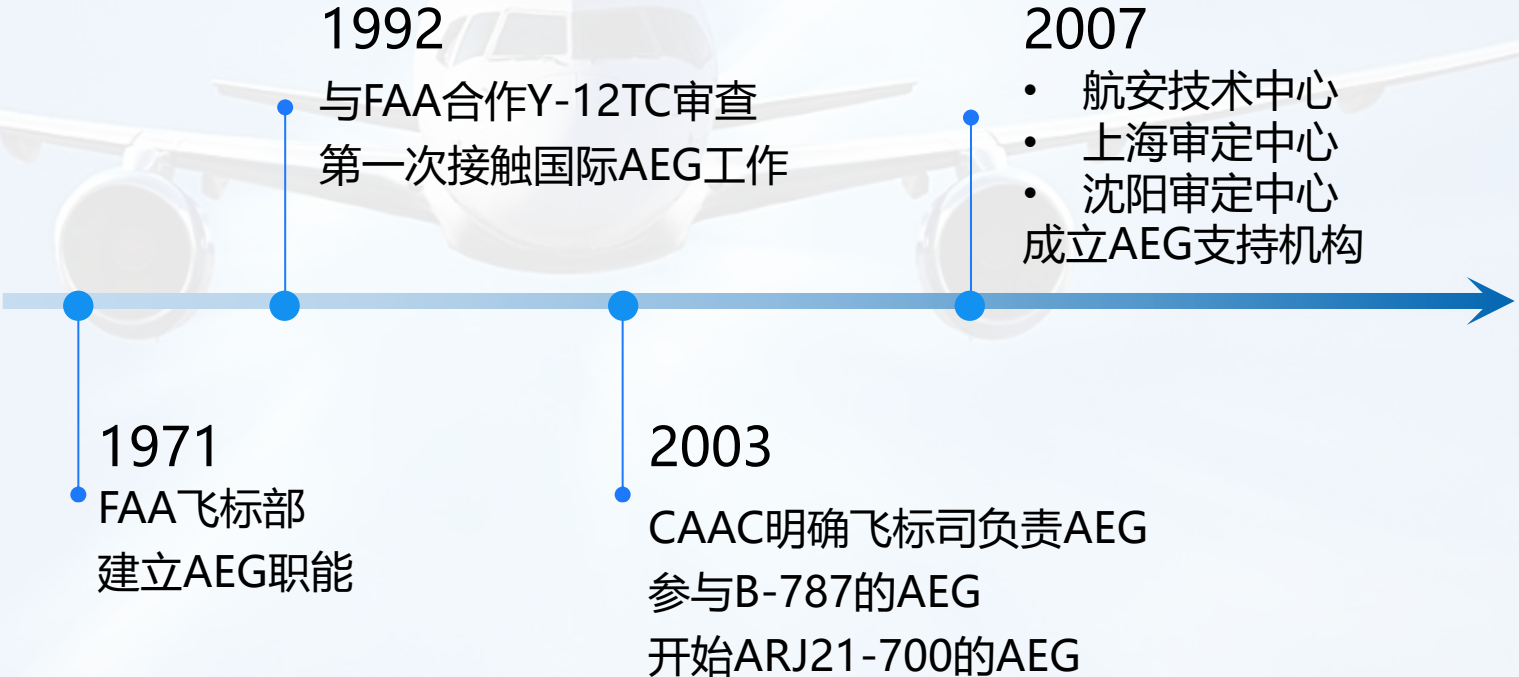 1992
与FAA合作Y-12TC审查
第一次接触国际AEG工作
2007
• 航安技术中心
• 上海审定中心
• 沈阳审定中心
成立AEG支持机构
1971
FAA飞标部
建立AEG职能
2003
CAAC明确飞标司负责AEG
参与B-787的AEG
开始ARJ21-700的AEG